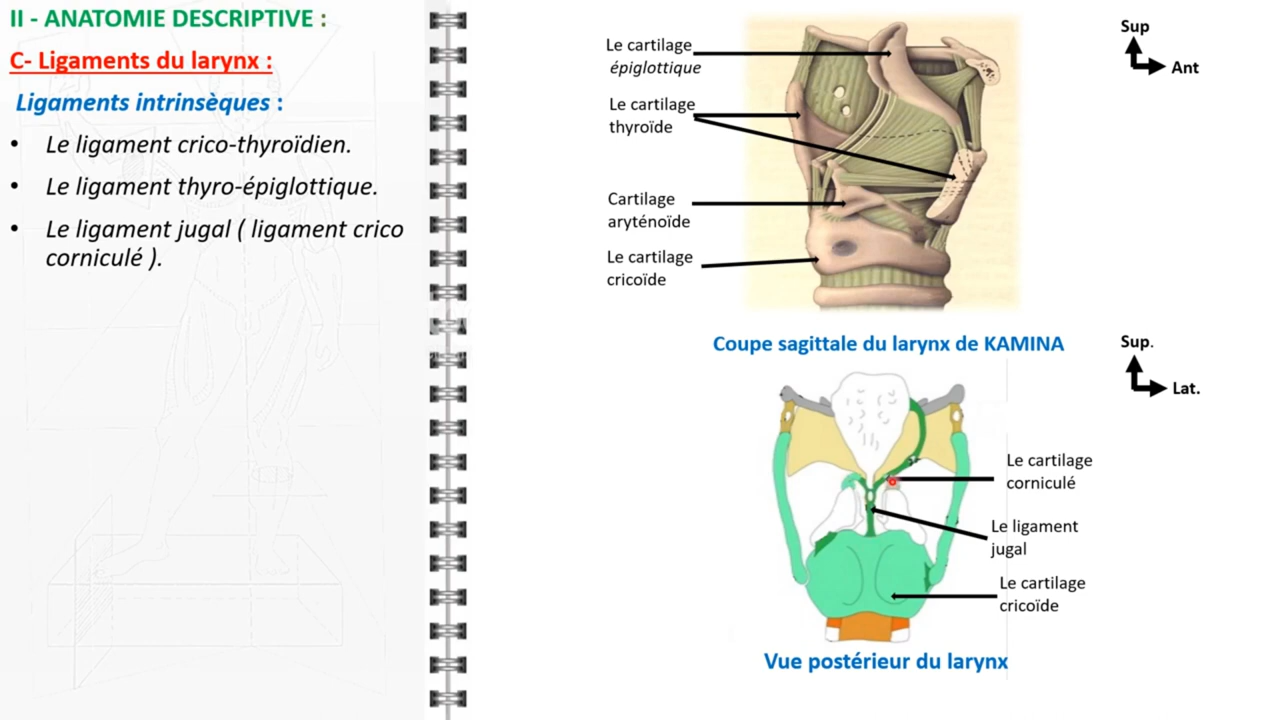 II - ANATOMIE DESCRIPTIVE :
C- Ligaments du larynx :
Ligaments intrinsèques :
• Le ligament crico-thyroïdien.
• Le ligament thyro-épiglottique.
• Le ligament jugal ( ligament crico
corniculé ).
Le cartilage
épiglottique
Le cartilage
thyroïde
Cartilage
aryténoïde
Le cartilage
cricoïde
Sup
Ant
Coupe sagittale du larynx de KAMINA
Sup.
Lat.
Le cartilage
corniculé
Le ligament
jugal
Le cartilage
cricoïde
Vue postérieur du larynx